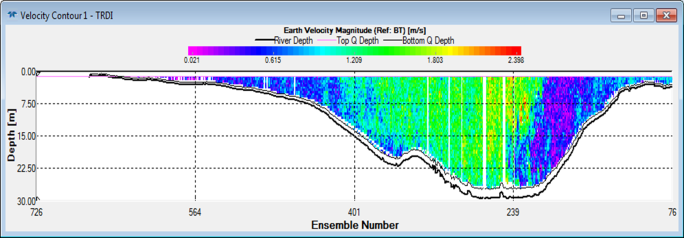 Velocity Contour 1 - TRDI
Earth Velocity Magnitude (Ref: BT) [m/s]
River Depth Top Q Depth Bottom Q Depth
0.021 0.615 1.209 1.803 2.398
Depth [m]
0.00
7.50
15.00
22.50
30.00
726 564 401 239 76
Ensemble Number